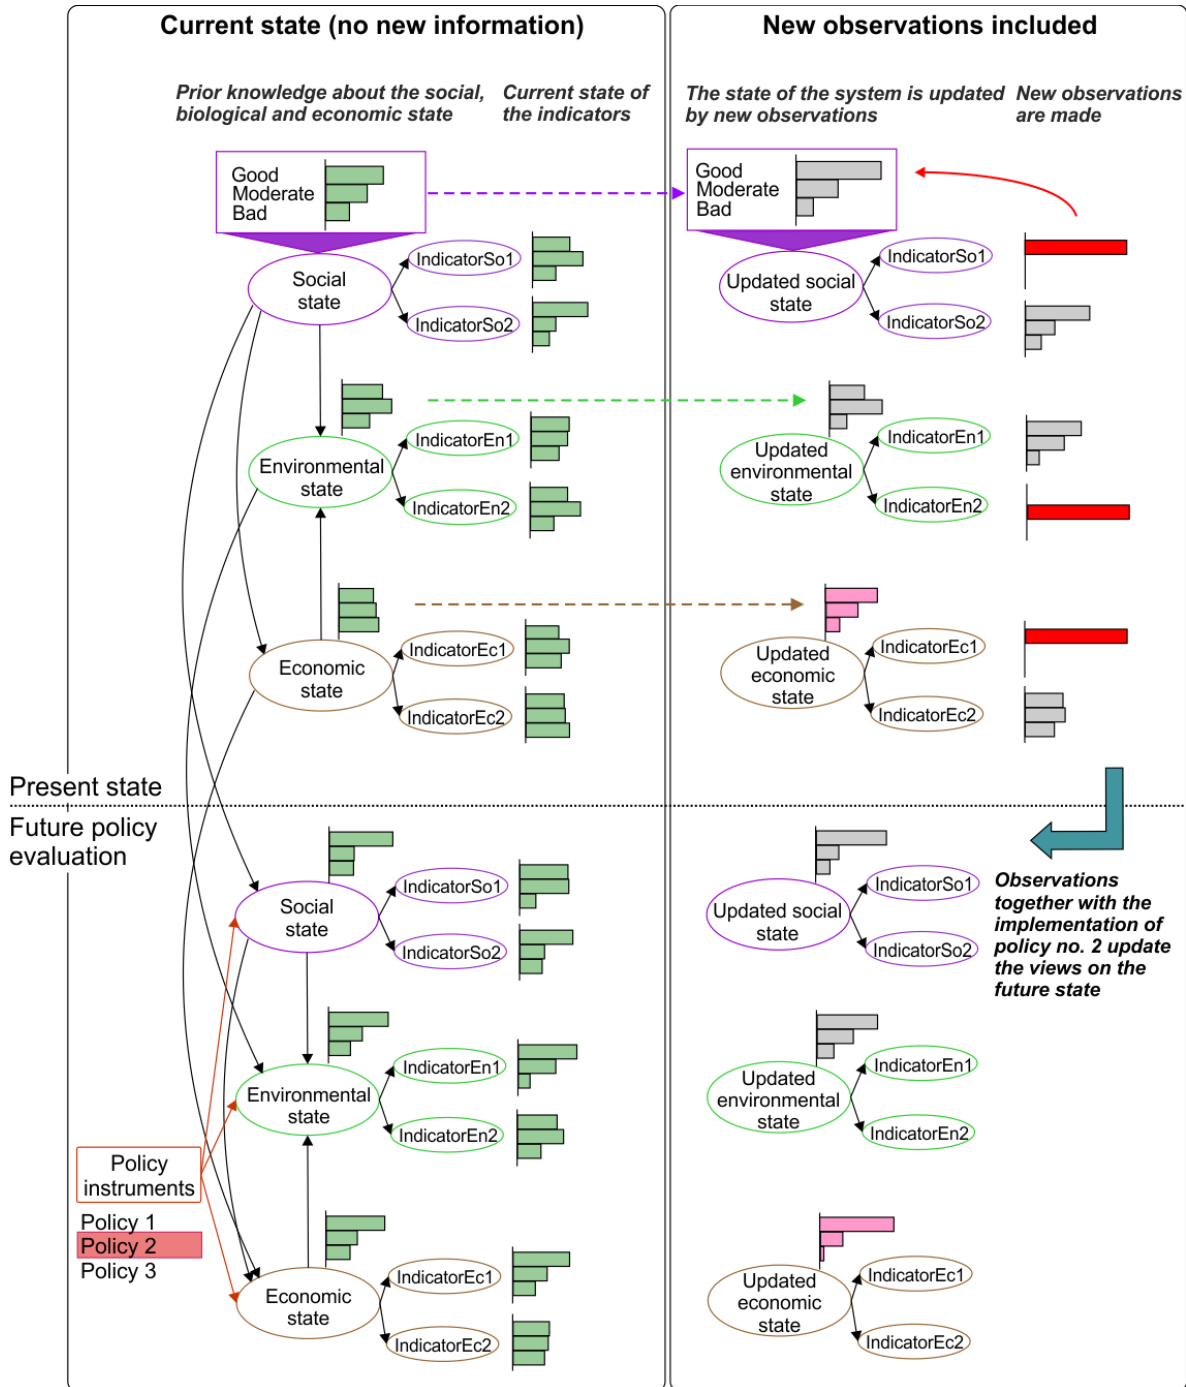 Current state (no new information)
Prior knowledge about the social,
biological and economic state
Current state of
the indicators
Good
Moderate
Bad
Social
state
IndicatorSo1
IndicatorSo2
Environmental
state
IndicatorEn1
IndicatorEn2
Economic
state
IndicatorEc1
IndicatorEc2
New observations included
The state of the system is updated
by new observations
New observations
are made
Good
Moderate
Bad
Updated social
state
IndicatorSo1
IndicatorSo2
Updated
environmental
state
IndicatorEn1
IndicatorEn2
Updated
economic
state
IndicatorEc1
IndicatorEc2
Present state
Future policy
evaluation
Social
state
IndicatorSo1
IndicatorSo2
Environmental
state
IndicatorEn1
IndicatorEn2
Policy
instruments
Policy 1
Policy 2
Policy 3
Economic
state
IndicatorEc1
IndicatorEc2
Updated social
state
IndicatorSo1
IndicatorSo2
Observations
together with the
implementation of
policy no. 2 update
the views on the
future state
Updated
environmental
state
IndicatorEn1
IndicatorEn2
Updated
economic
state
IndicatorEc1
IndicatorEc2